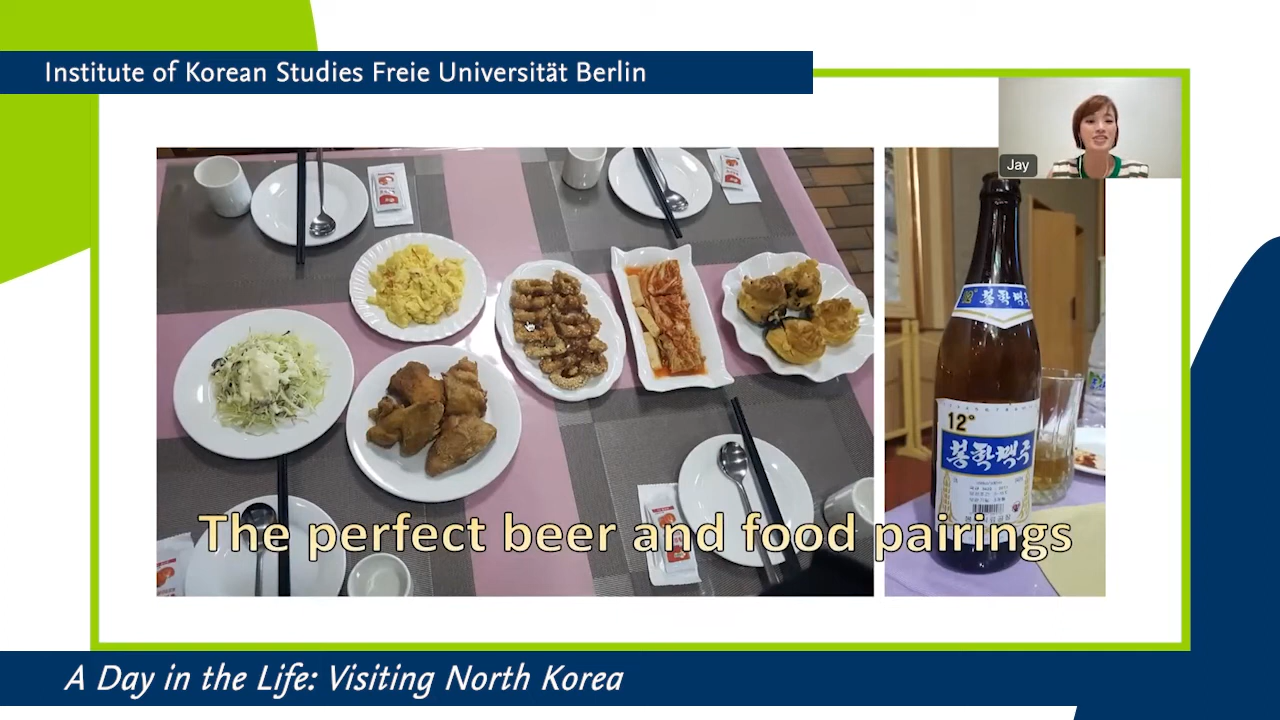 Institute of Korean Studies Freie Universität Berlin
Jay
봉학맥주
12°
봉학맥주
The perfect beer and food pairings
A Day in the Life: Visiting North Korea